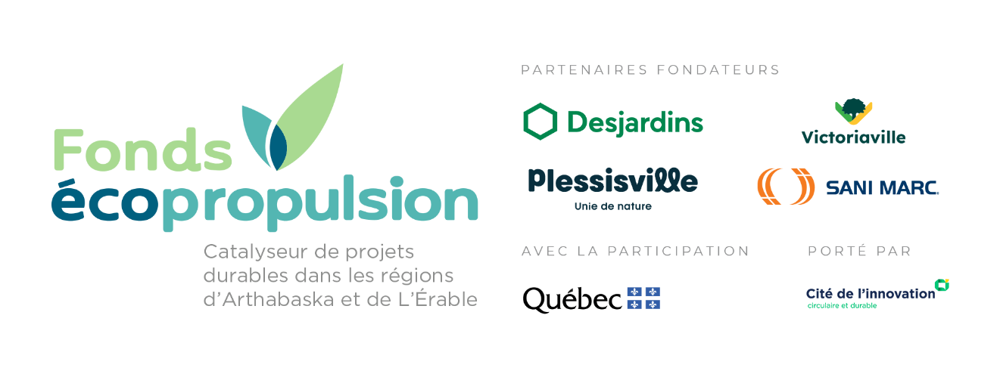 Fonds
écopropulsion
Catalyseur de projets
durables dans les régions
d'Arthabaska et de L'Érable
PARTENAIRES FONDATEURS
Desjardins
Victoriaville
Plessisville
Unie de nature
SANI MARC
AVEC LA PARTICIPATION
Québec
PORTÉ PAR
Cité de l'innovation
circulaire et durable